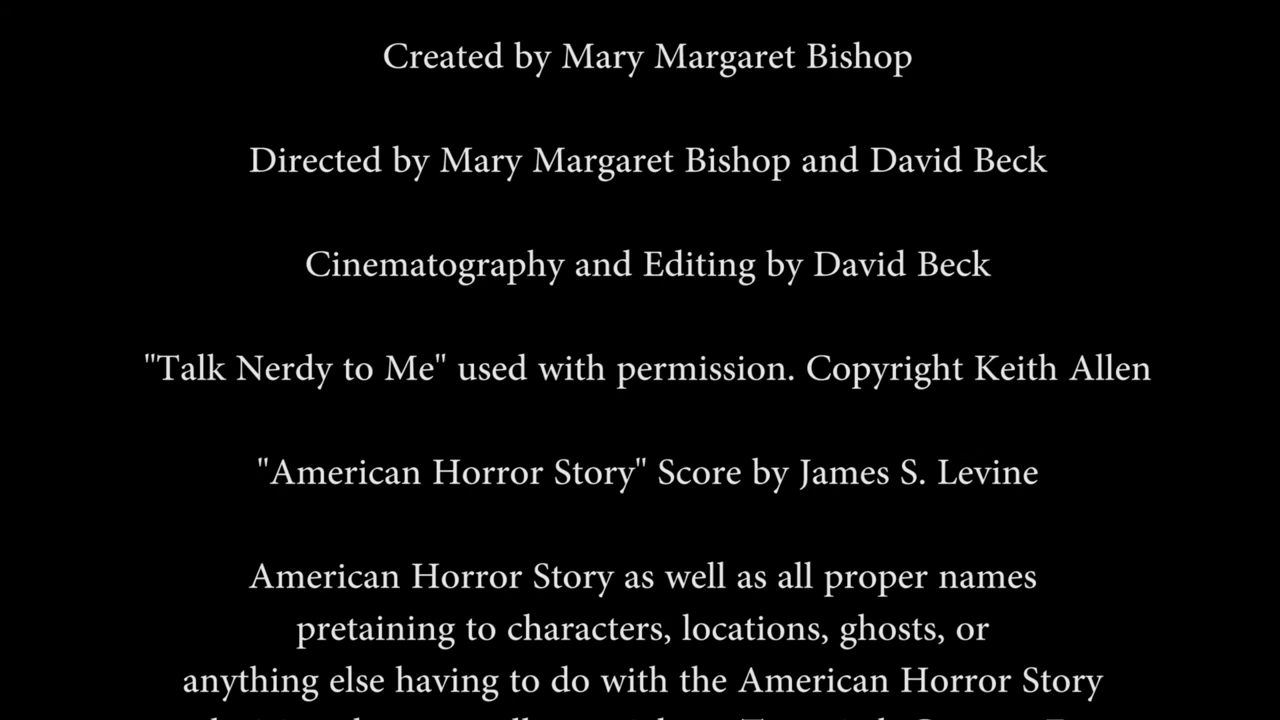 Created by Mary Margaret Bishop
Directed by Mary Margaret Bishop and David Beck
Cinematography and Editing by David Beck
"Talk Nerdy to Me" used with permission. Copyright Keith Allen
"American Horror Story" Score by James S. Levine
American Horror Story as well as all proper names
pretaining to characters, locations, ghosts, or
anything else having to do with the American Horror Story